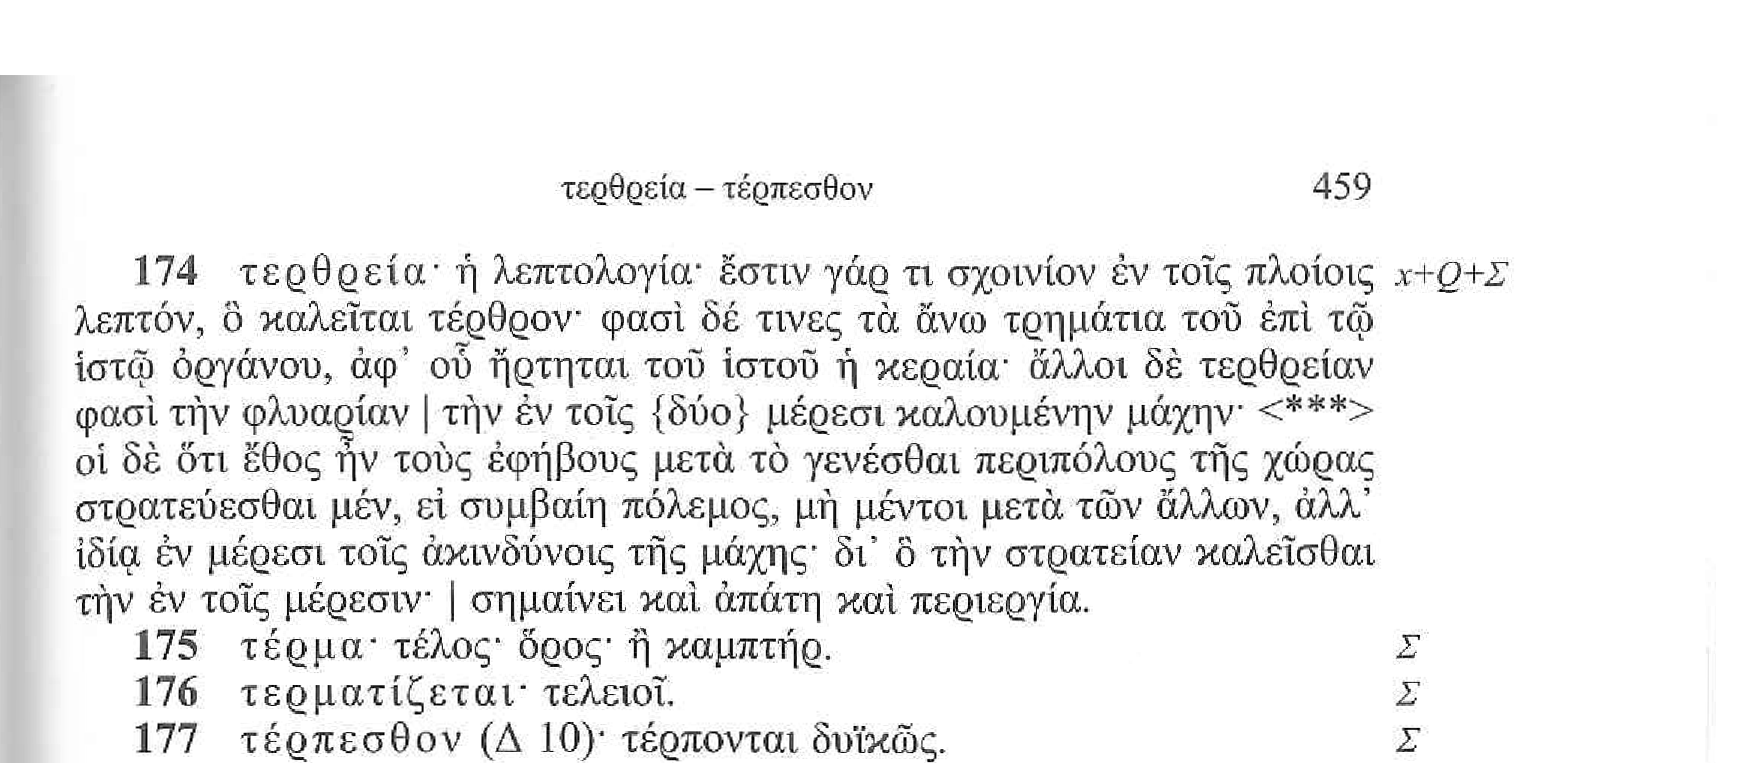 τερθρεία – τέρπεσθον 459
174 τερθρεία· ἡ λεπτολογία· ἔστιν γάρ τι σχοινίον ἐν τοῖς πλοίοις x+Q+Σ
λεπτόν, ὃ καλεῖται τέρθρον· φασὶ δέ τινες τὰ ἄνω τρημάτια τοῦ ἐπὶ τῷ
ἱστῷ ὀργάνου, ἀφ’ οὗ ἤρτηται τοῦ ἱστοῦ ἡ κεραία· ἄλλοι δὲ τερθρείαν
φασὶ τὴν φλυαρίαν | τὴν ἐν τοῖς {δύο} μέρεσι καλουμένην μάχην· <***>
οἱ δὲ ὅτι ἔθος ἦν τοὺς ἐφήβους μετὰ τὸ γενέσθαι περιπόλους τῆς χώρας
στρατεύεσθαι μέν, εἰ συμβαίη πόλεμος, μὴ μέντοι μετὰ τῶν ἄλλων, ἀλλ’
ἰδίᾳ ἐν μέρεσι τοῖς ἀκινδύνοις τῆς μάχης· δι’ ὃ τὴν στρατείαν καλεῖσθαι
τὴν ἐν τοῖς μέρεσιν· | σημαίνει καὶ ἀπάτη καὶ περιεργία.
175 τέρμα· τέλος· ὅρος· ἢ καμπτήρ. Σ
176 τερματίζεται· τελειοῖ. Σ
177 τέρπεσθον (Δ 10)· τέρπονται δυϊκῶς. Σ